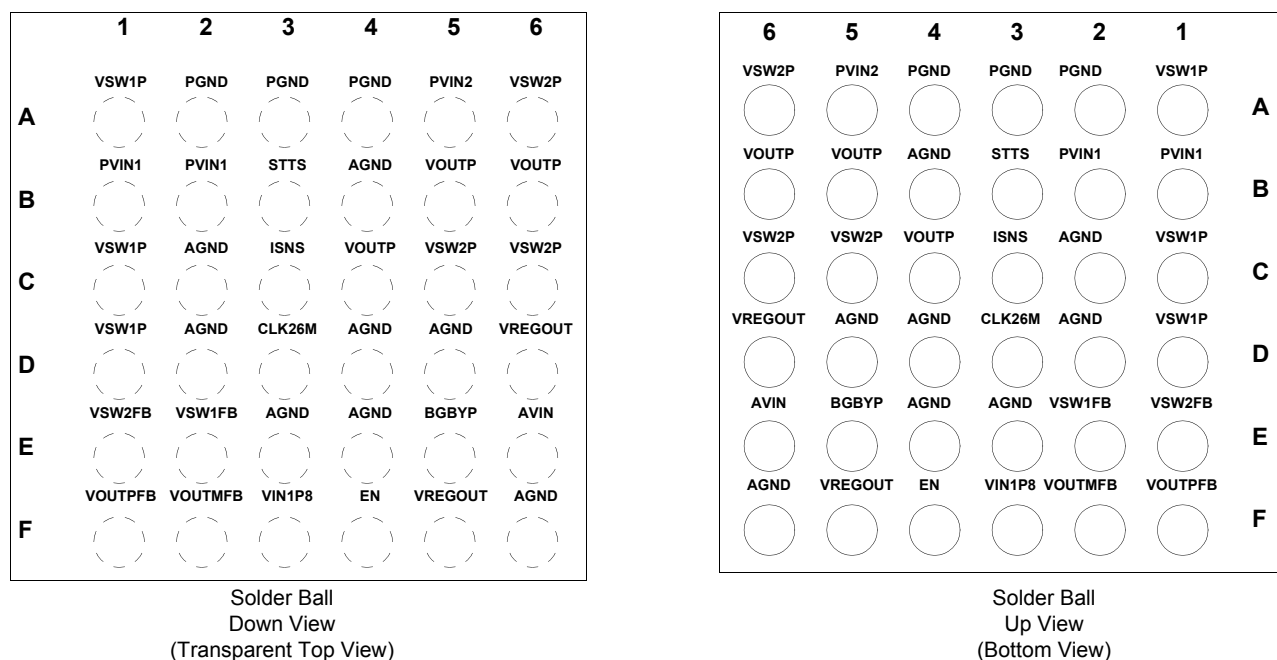 1 2 3 4 5 6
VSW1P PGND PGND PGND PVIN2 VSW2P
A
PVIN1 PVIN1 STTS AGND VOUTP VOUTP
B
VSW1P AGND ISNS VOUTP VSW2P VSW2P
C
VSW1P AGND CLK26M AGND AGND VREGOUT
D
VSW2FB VSW1FB AGND AGND BGBYP AVIN
E
VOUTPFB VOUTMFB VIN1P8 EN VREGOUT AGND
F
Solder Ball
Down View
(Transparent Top View)
6 5 4 3 2 1
VSW2P PVIN2 PGND PGND PGND VSW1P
A
VOUTP VOUTP AGND STTS PVIN1 PVIN1
B
VSW2P VSW2P VOUTP ISNS AGND VSW1P
C
VREGOUT AGND AGND CLK26M AGND VSW1P
D
AVIN BGBYP AGND AGND VSW1FB VSW2FB
E
AGND VREGOUT EN VIN1P8 VOUTMFB VOUTPFB
F
Solder Ball
Up View
(Bottom View)